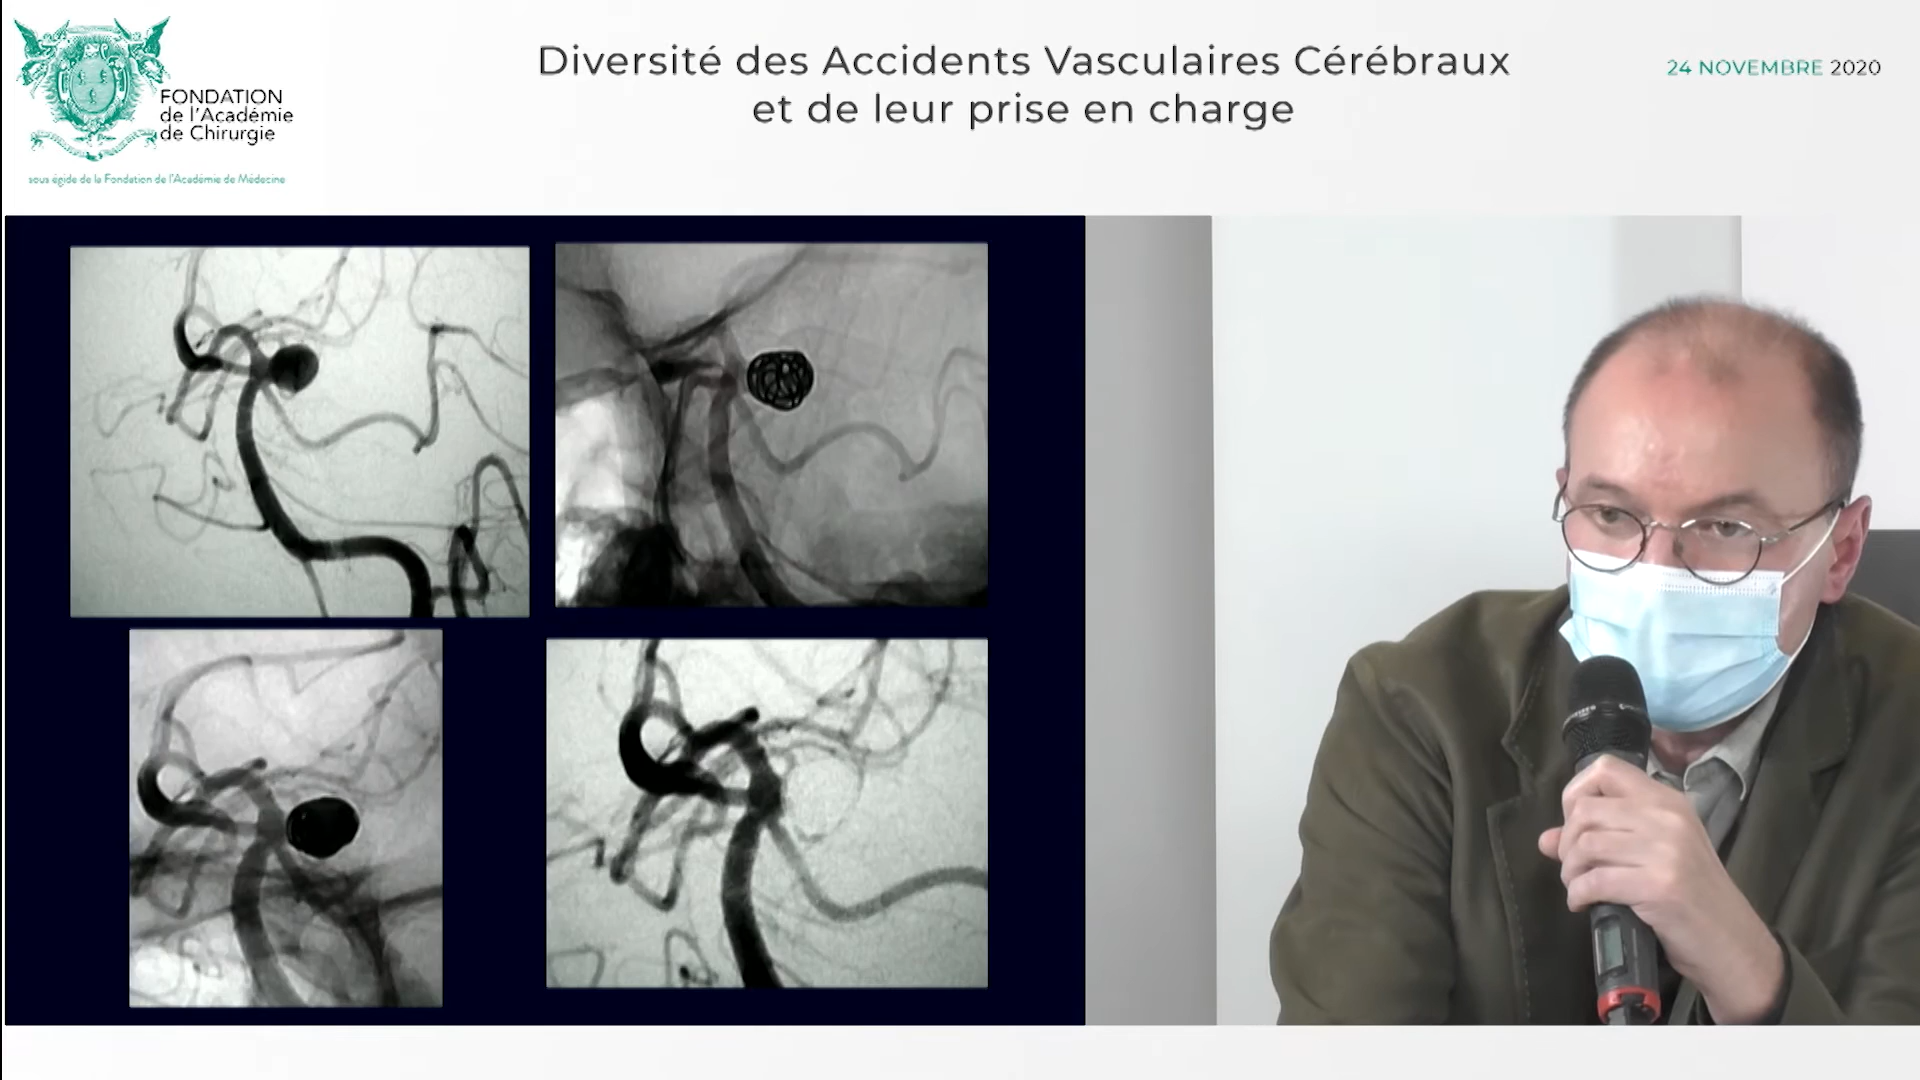 FONDATION
de l'Académie
de Chirurgie
sous égide de la Fondation de l'Académie de Médecine
Diversité des Accidents Vasculaires Cérébraux
et de leur prise en charge
24 NOVEMBRE 2020